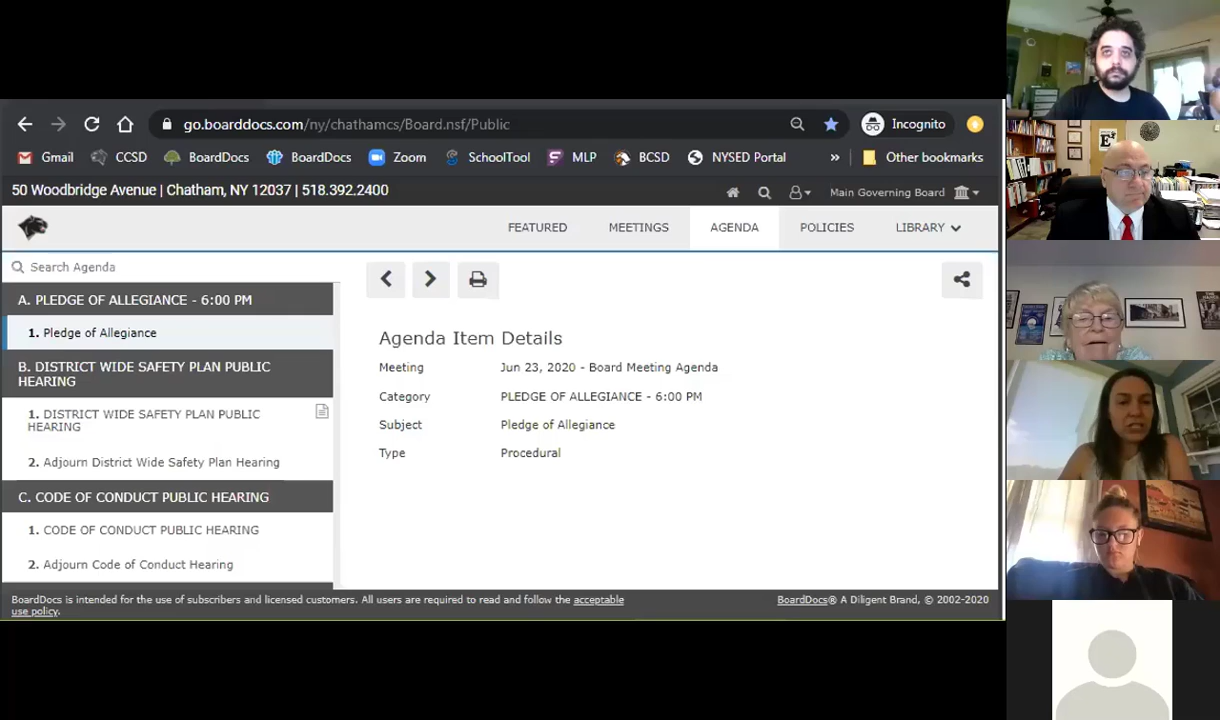 go.boarddocs.com/ny/chathamcs/Board.nsf/Public
Incognito
Gmail CCSD BoardDocs BoardDocs Zoom SchoolTool MLP BCSD NYSED Portal » Other bookmarks
50 Woodbridge Avenue | Chatham, NY 12037 | 518.392.2400
Main Governing Board
FEATURED MEETINGS AGENDA POLICIES LIBRARY
Search Agenda
A. PLEDGE OF ALLEGIANCE - 6:00 PM
1. Pledge of Allegiance
B. DISTRICT WIDE SAFETY PLAN PUBLIC
HEARING
1. DISTRICT WIDE SAFETY PLAN PUBLIC
HEARING
2. Adjourn District Wide Safety Plan Hearing
C. CODE OF CONDUCT PUBLIC HEARING
1. CODE OF CONDUCT PUBLIC HEARING
2. Adjourn Code of Conduct Hearing
Agenda Item Details
Meeting Jun 23, 2020 - Board Meeting Agenda
Category PLEDGE OF ALLEGIANCE - 6:00 PM
Subject Pledge of Allegiance
Type Procedural
BoardDocs is intended for the use of subscribers and licensed customers. All users are required to read and follow the acceptable
use policy.
BoardDocs® A Diligent Brand, © 2002-2020